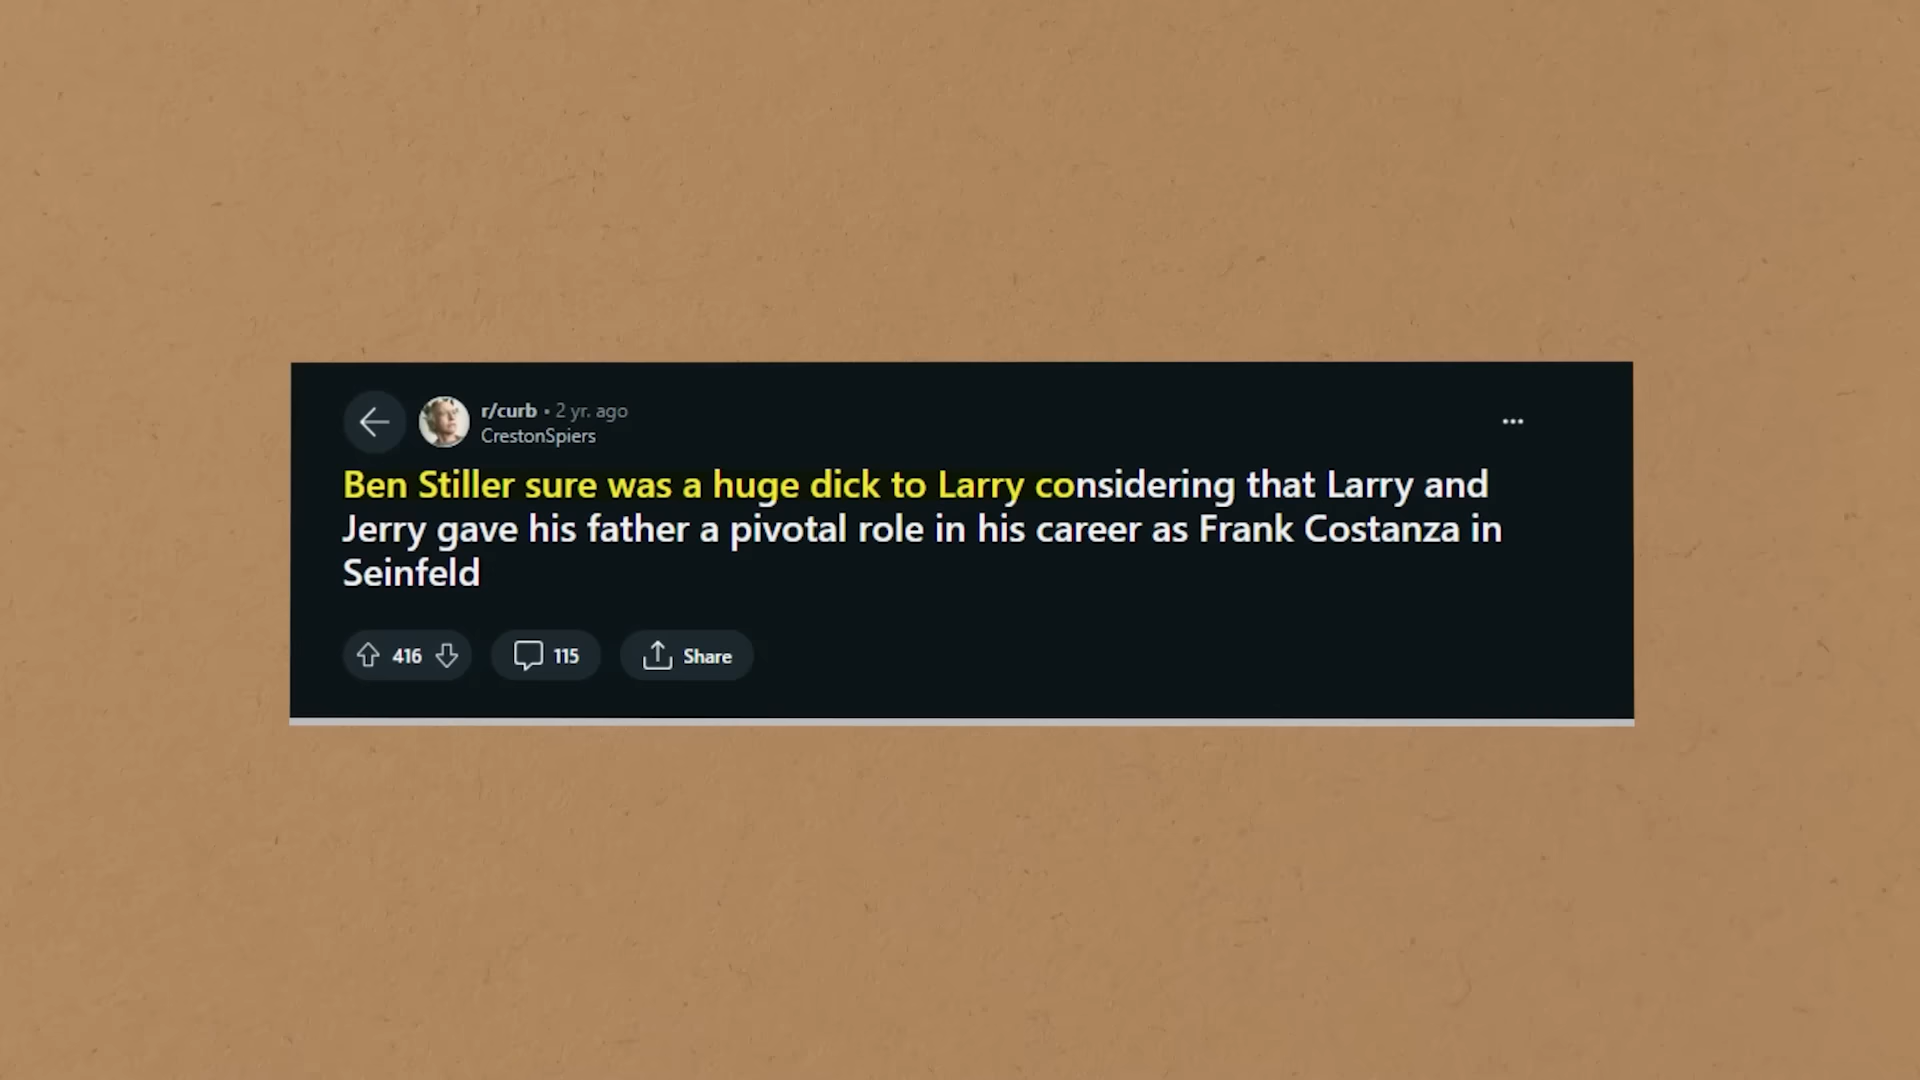 r/curb • 2 yr. ago
CrestonSpiers
Ben Stiller sure was a huge dick to Larry considering that Larry and
Jerry gave his father a pivotal role in his career as Frank Costanza in
Seinfeld
416
115
Share